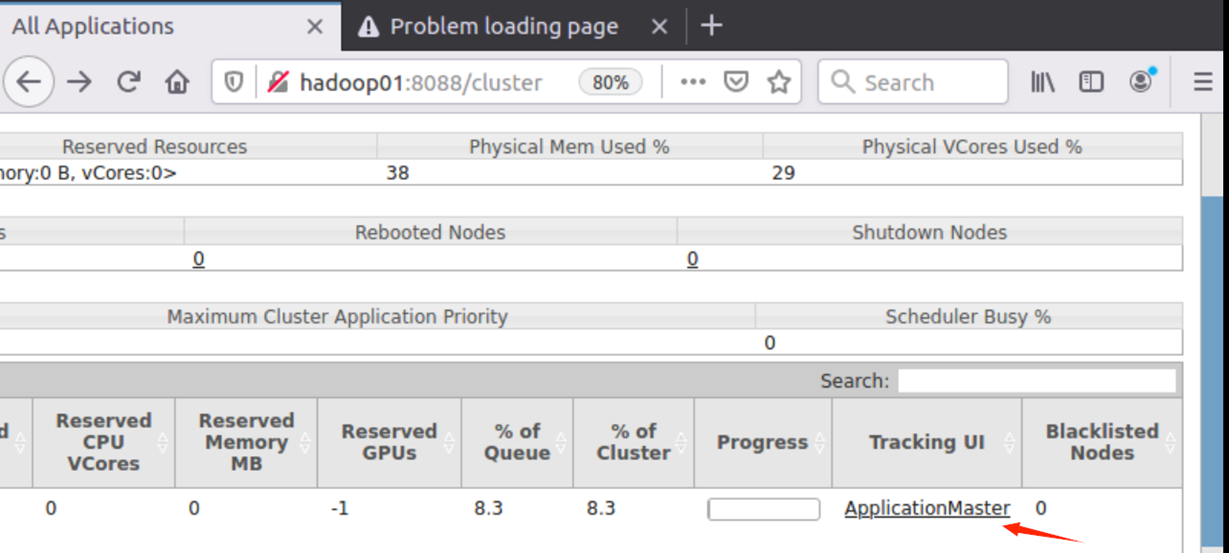 All Applications
Problem loading page
hadoop01:8088/cluster
80%
Search
Reserved Resources Physical Mem Used % Physical VCores Used %
nory:0 B, vCores:0> 38 29
s Rebooted Nodes Shutdown Nodes
0 0
Maximum Cluster Application Priority Scheduler Busy %
0
Search:
d Reserved CPU VCores Reserved Memory MB Reserved GPUs % of Queue % of Cluster Progress Tracking UI Blacklisted Nodes
0 0 -1 8.3 8.3 ApplicationMaster 0